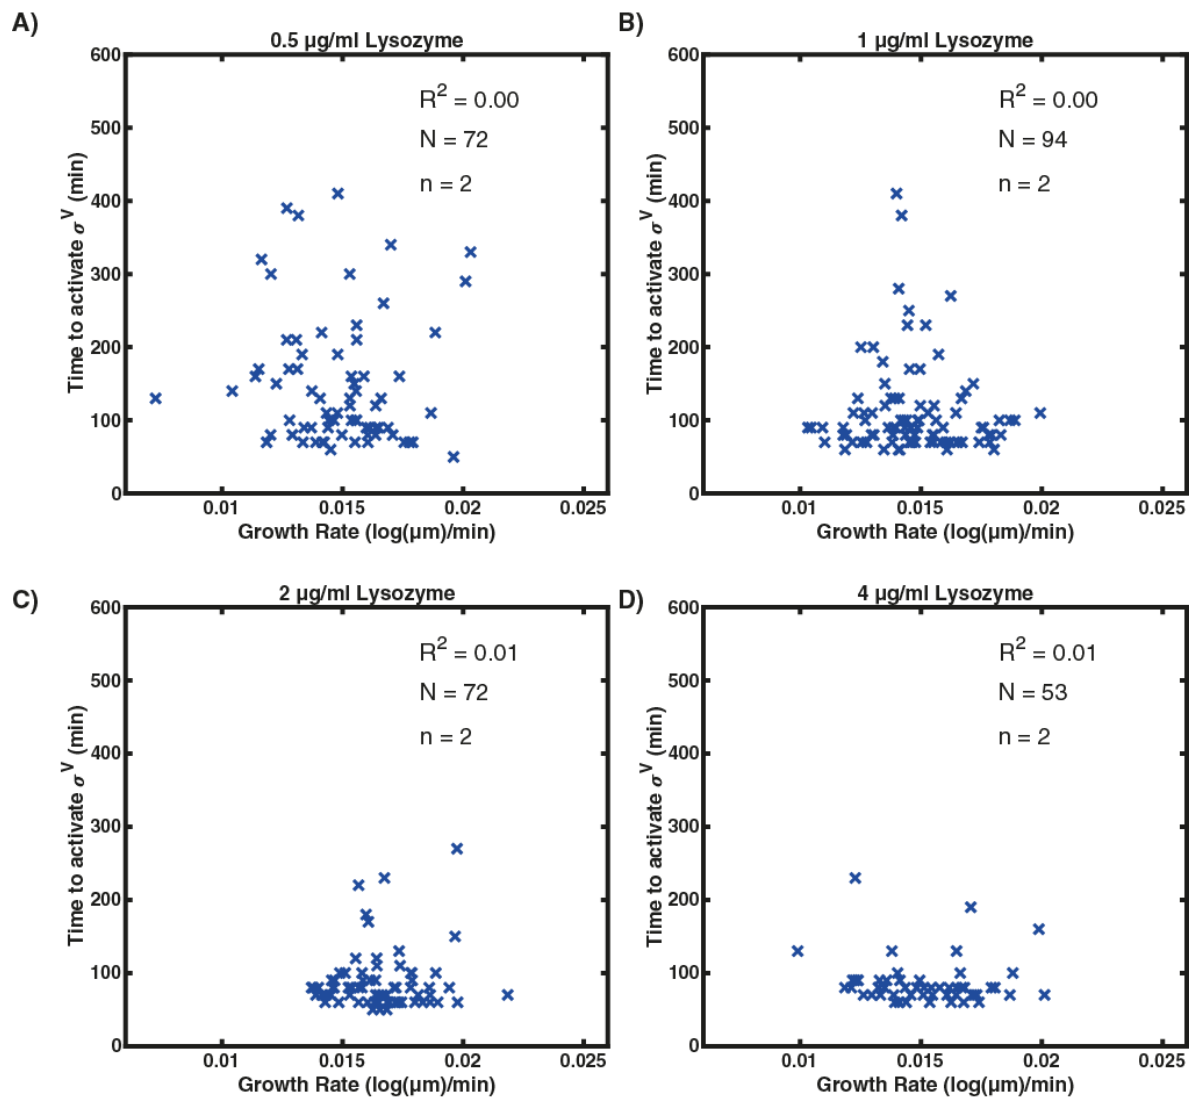 A)
0.5 µg/ml Lysozyme
R² = 0.00
N = 72
n = 2
Time to activate σⱽ (min)
600
500
400
300
200
100
0
0.01 0.015 0.02 0.025
Growth Rate (log(µm)/min)
B)
1 µg/ml Lysozyme
R² = 0.00
N = 94
n = 2
Time to activate σⱽ (min)
600
500
400
300
200
100
0
0.01 0.015 0.02 0.025
Growth Rate (log(µm)/min)
C)
2 µg/ml Lysozyme
R² = 0.01
N = 72
n = 2
Time to activate σⱽ (min)
600
500
400
300
200
100
0
0.01 0.015 0.02 0.025
Growth Rate (log(µm)/min)
D)
4 µg/ml Lysozyme
R² = 0.01
N = 53
n = 2
Time to activate σⱽ (min)
600
500
400
300
200
100
0
0.01 0.015 0.02 0.025
Growth Rate (log(µm)/min)